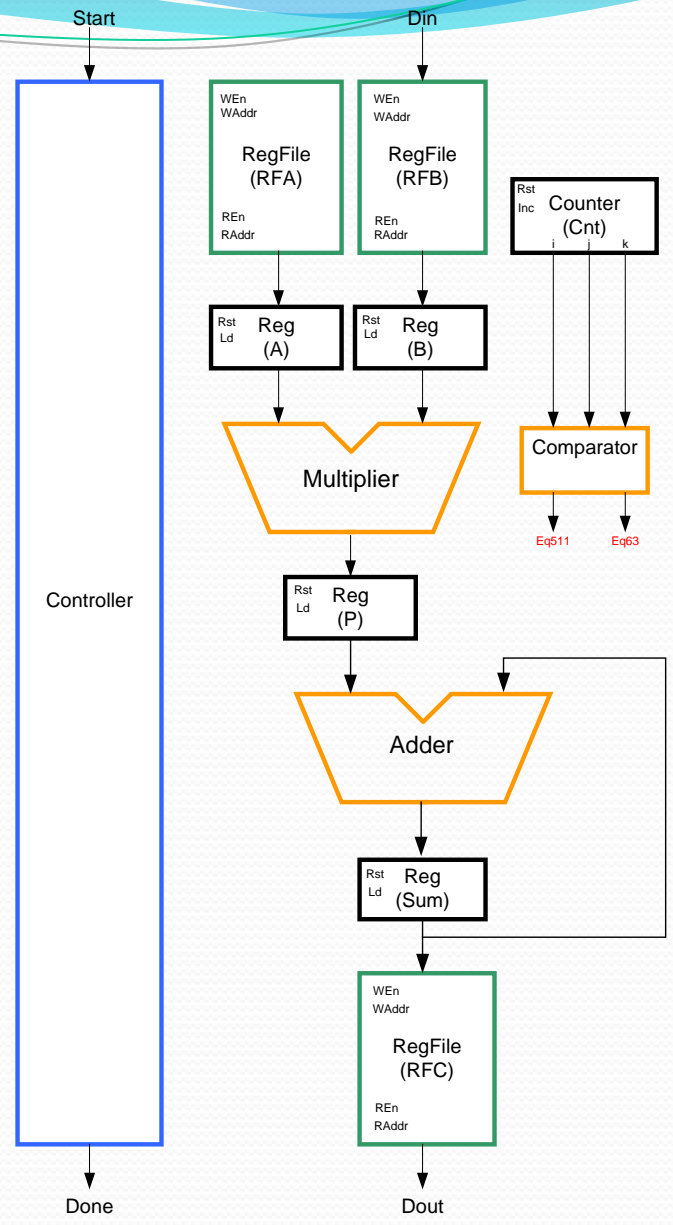 Start
Din
WEn
WAddr
RegFile
(RFA)
REn
RAddr
WEn
WAddr
RegFile
(RFB)
REn
RAddr
Rst
Inc
Counter
(Cnt)
i j k
Rst
Ld
Reg
(A)
Rst
Ld
Reg
(B)
Multiplier
Comparator
Eq511
Eq63
Rst
Ld
Reg
(P)
Controller
Adder
Rst
Ld
Reg
(Sum)
WEn
WAddr
RegFile
(RFC)
REn
RAddr
Done
Dout